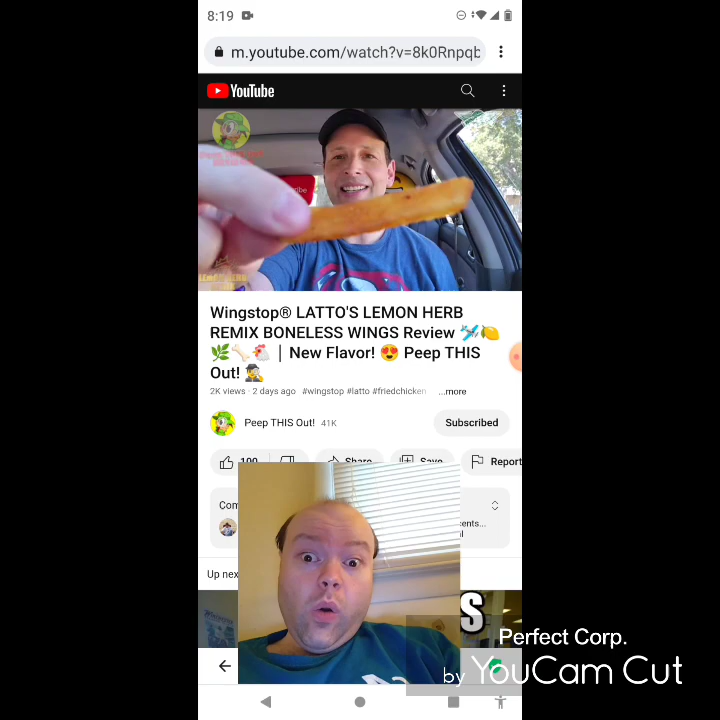 8:19
m.youtube.com/watch?v=8k0Rnpqb
YouTube
Wingstop® LATTO'S LEMON HERB
REMIX BONELESS WINGS Review 🛩️🍋
🌿🦴🐔 | New Flavor! 😍 Peep THIS
Out! 🕵️
2K views · 2 days ago #wingstop #latto #friedchicken ...more
Peep THIS Out! 41K
Subscribed
100
Share
Save
Report
Com
ents...
Up nex
S
Perfect Corp.
by YouCam Cut